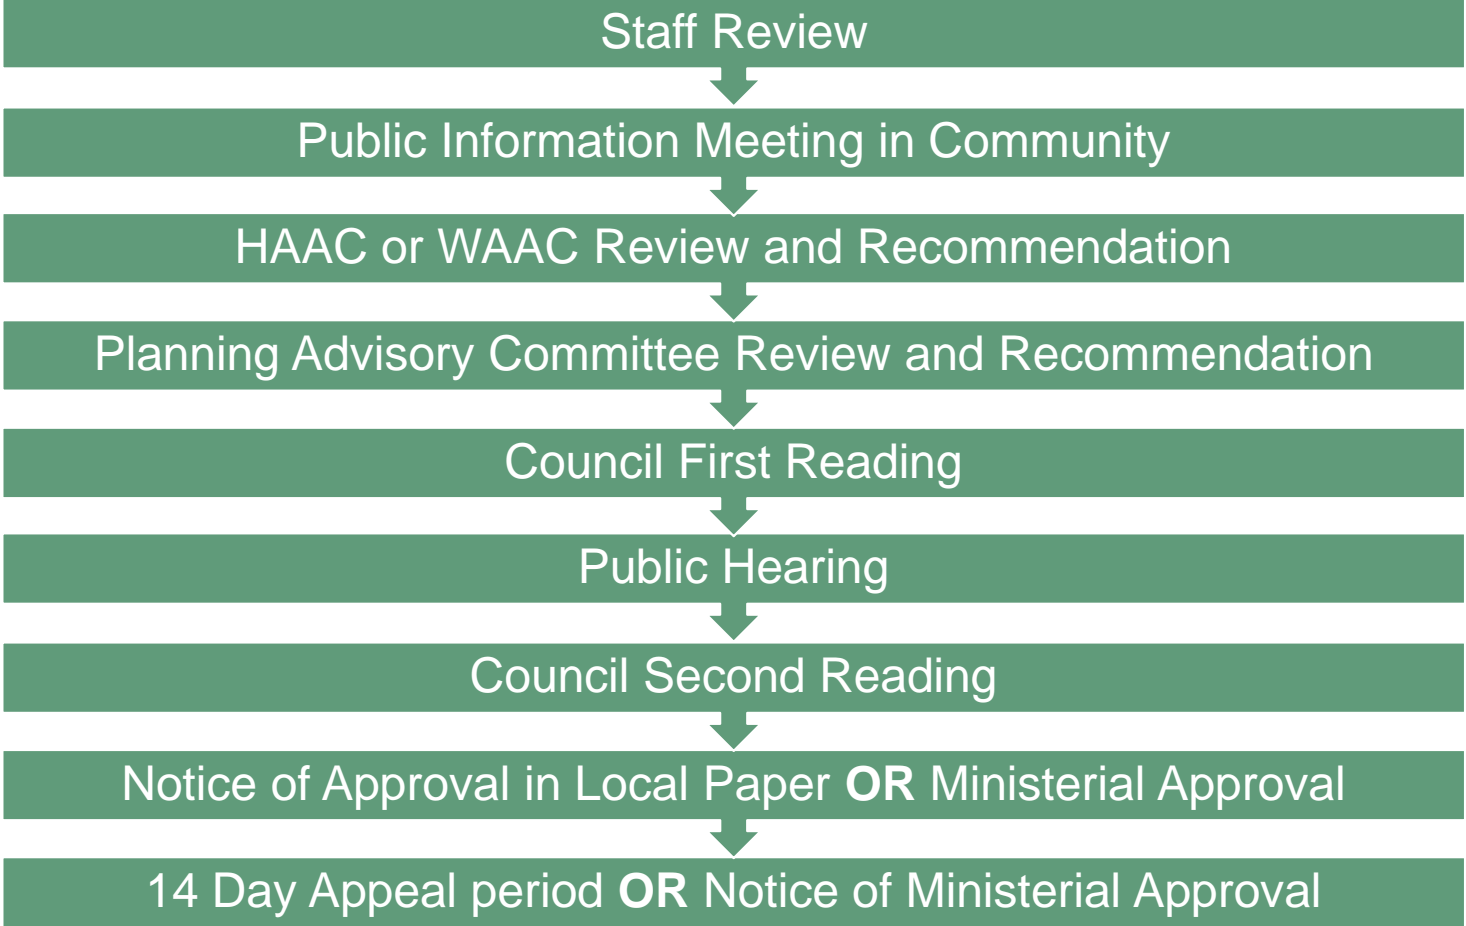 Staff Review
Public Information Meeting in Community
HAAC or WAAC Review and Recommendation
Planning Advisory Committee Review and Recommendation
Council First Reading
Public Hearing
Council Second Reading
Notice of Approval in Local Paper OR Ministerial Approval
14 Day Appeal period OR Notice of Ministerial Approval